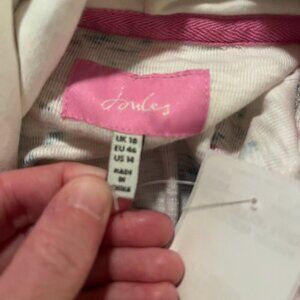 Joules
UK 18
EU 46
US 14
MADE
IN
CHINA